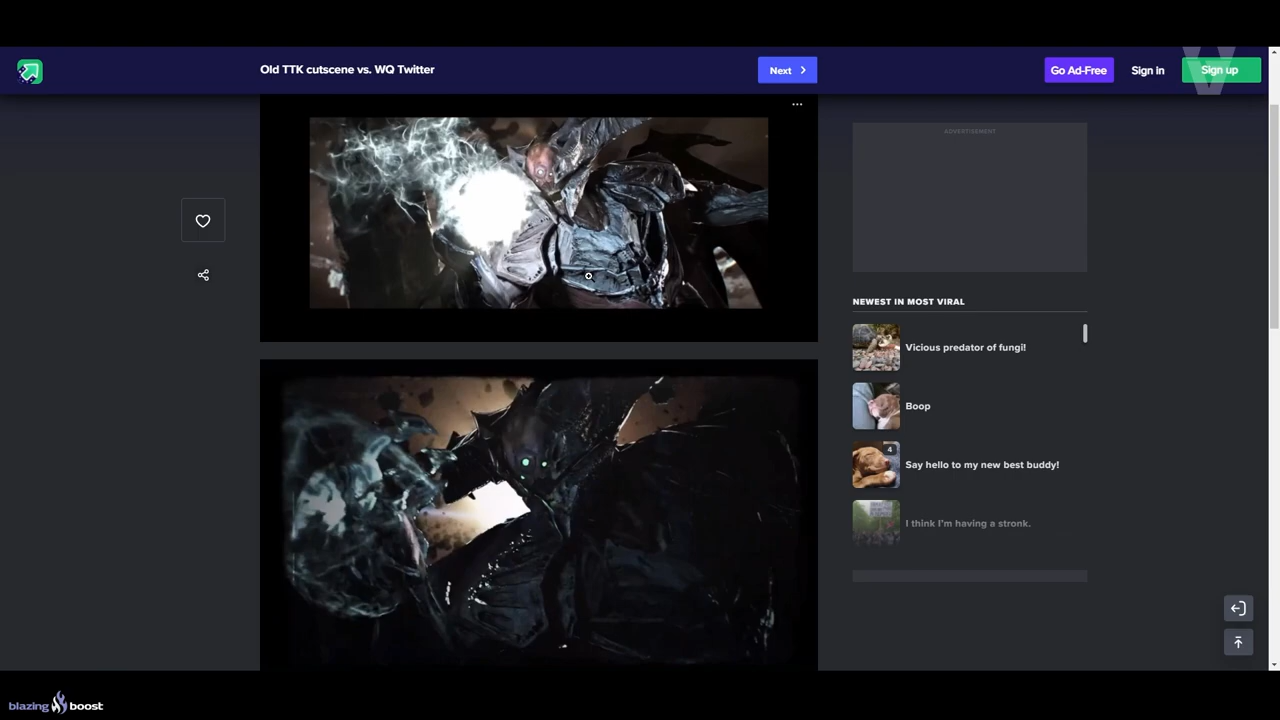 Old TTK cutscene vs. WQ Twitter
Next
Go Ad-Free
Sign in
Sign up
ADVERTISEMENT
NEWEST IN MOST VIRAL
Vicious predator of fungi!
Boop
4
Say hello to my new best buddy!
I think I'm having a stronk.
blazing boost